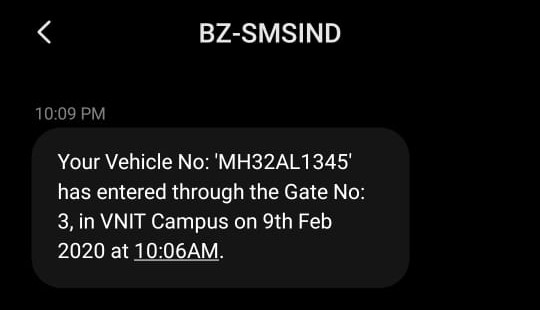 BZ-SMSIND
10:09 PM
Your Vehicle No: 'MH32AL1345'
has entered through the Gate No:
3, in VNIT Campus on 9th Feb
2020 at 10:06AM.